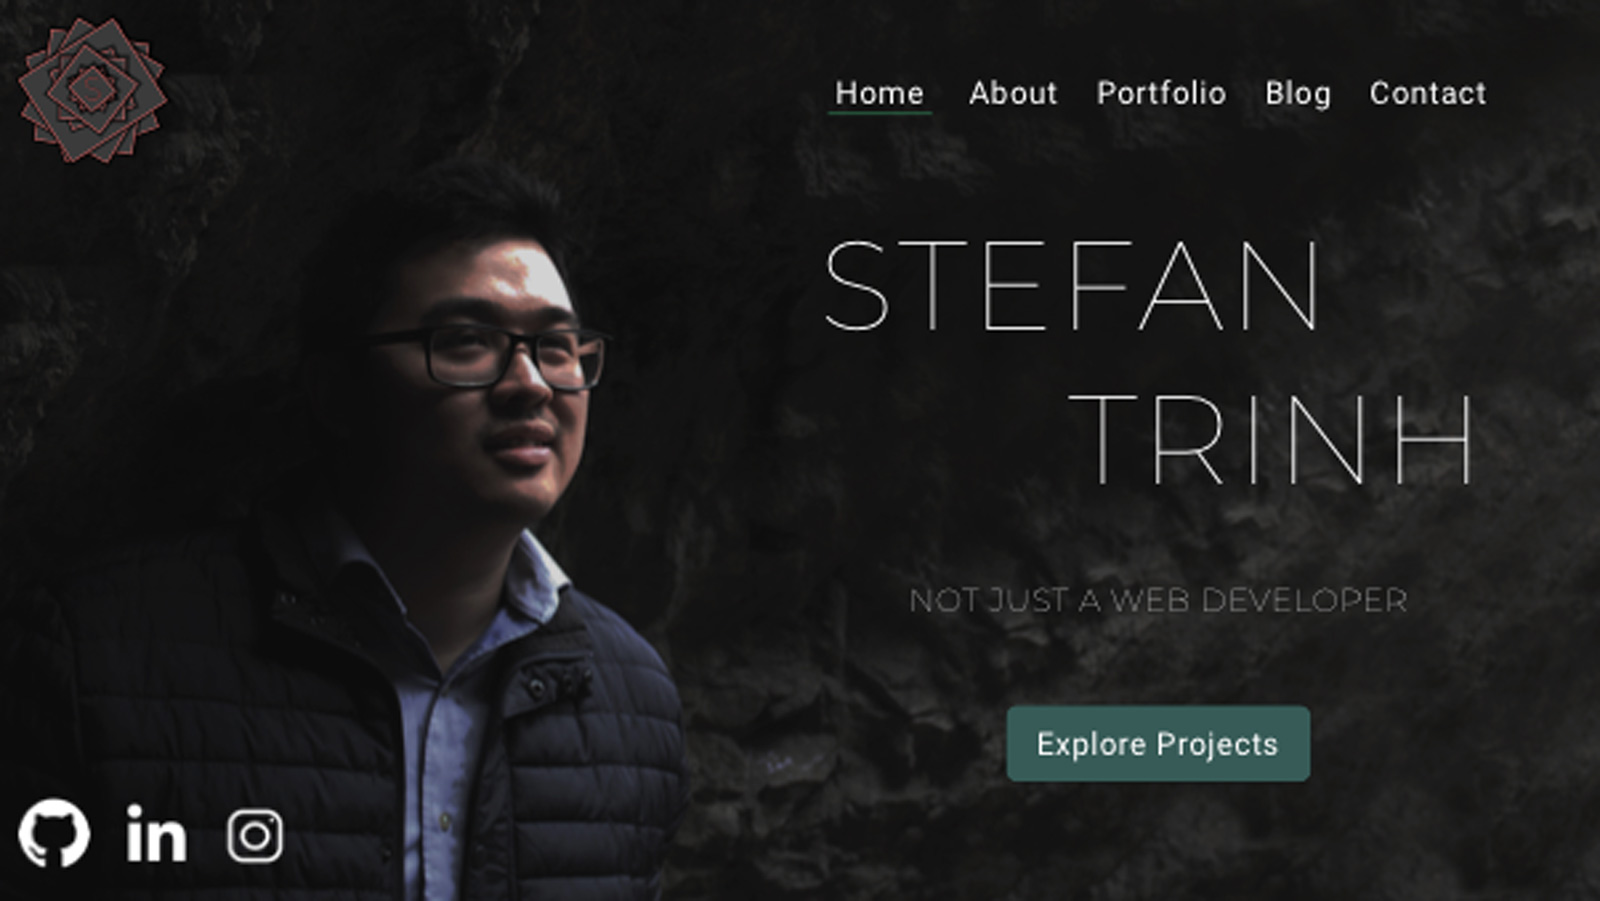 Home About Portfolio Blog Contact
STEFAN
TRINH
NOT JUST A WEB DEVELOPER
Explore Projects
in